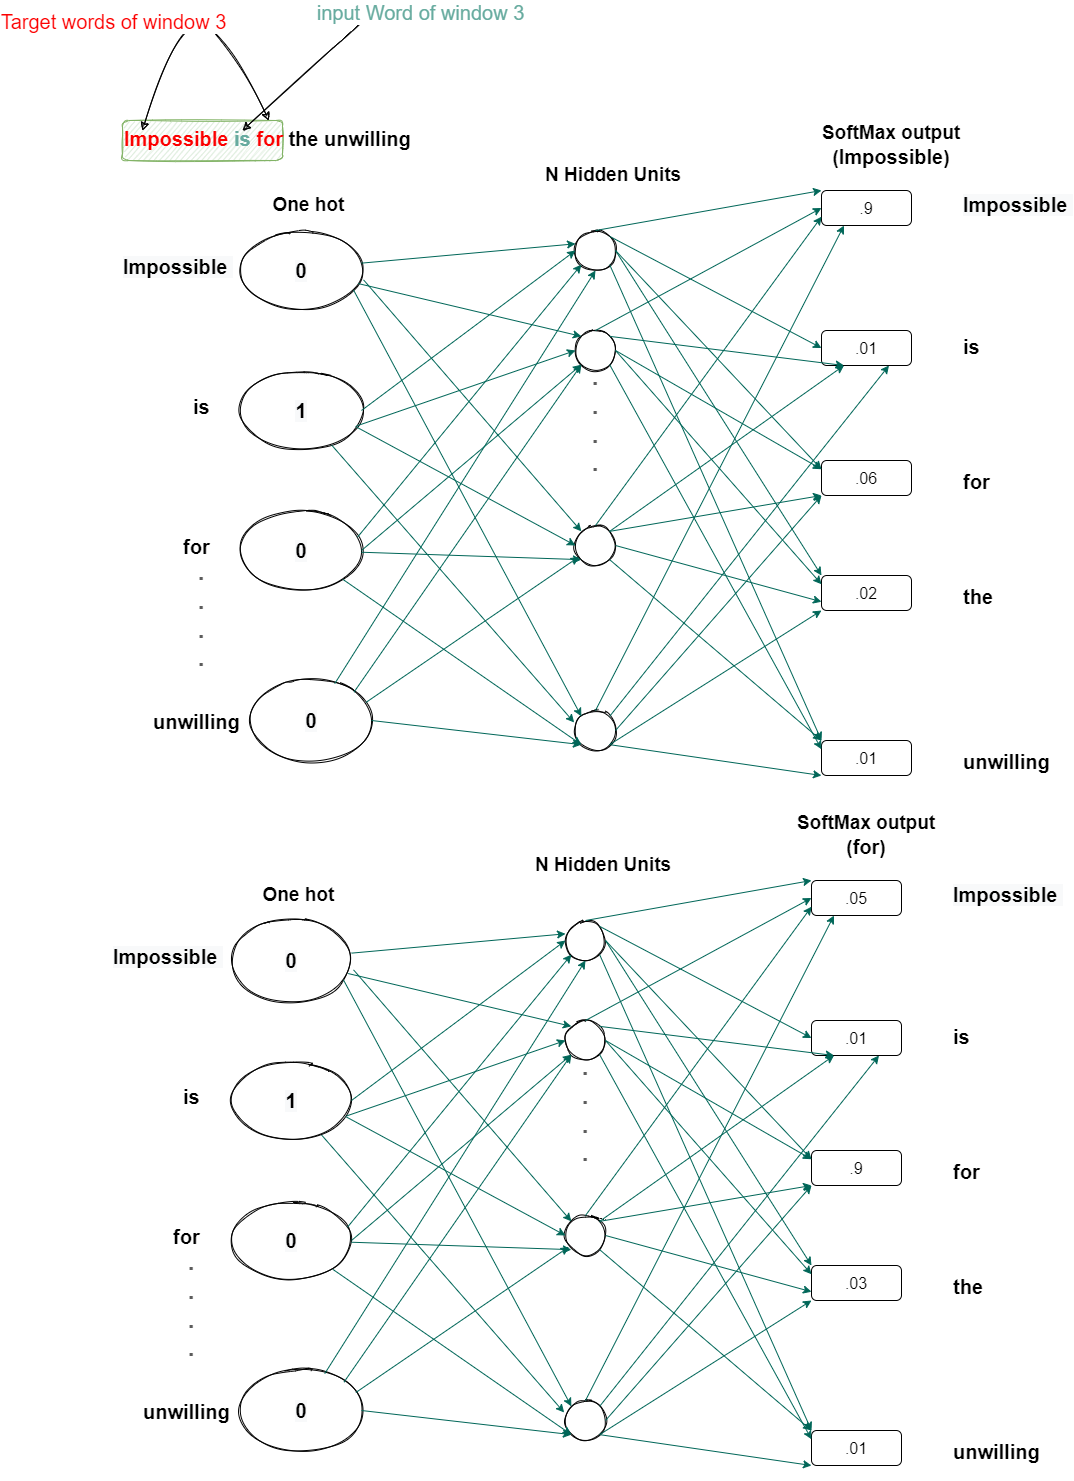 Target words of window 3
input Word of window 3
Impossible is for the unwilling
SoftMax output
(Impossible)
N Hidden Units
One hot
Impossible
0
is
1
for
0
unwilling
0
.9
Impossible
.01
is
.06
for
.02
the
.01
unwilling
SoftMax output
(for)
N Hidden Units
One hot
Impossible
0
is
1
for
0
unwilling
0
.05
Impossible
.01
is
.9
for
.03
the
.01
unwilling